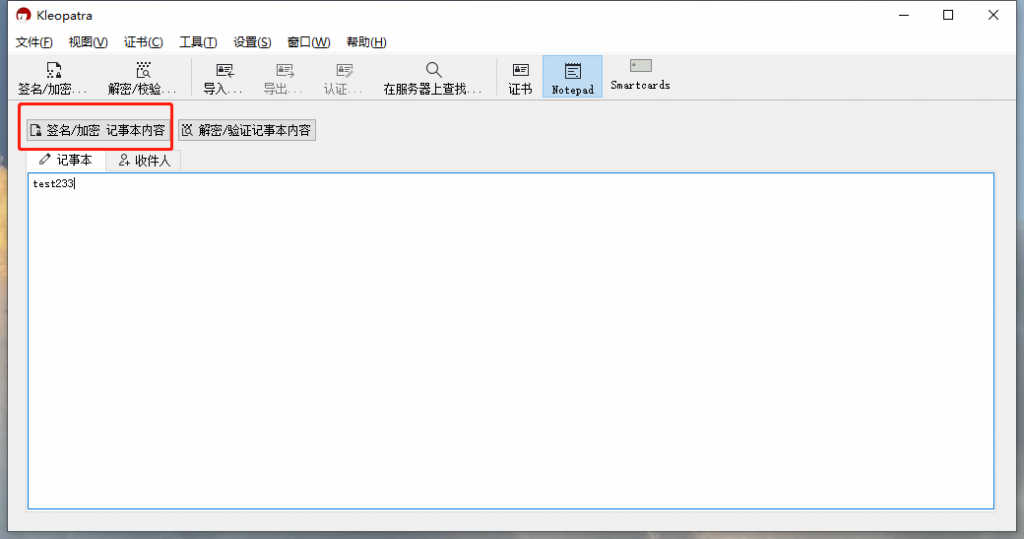 Kleopatra
文件(F) 视图(V) 证书(C) 工具(T) 设置(S) 窗口(W) 帮助(H)
签名/加密... 解密/校验... 导入... 导出... 认证... 在服务器上查找... 证书 Notepad Smartcards
签名/加密 记事本内容 解密/验证记事本内容
记事本 收件人
test233